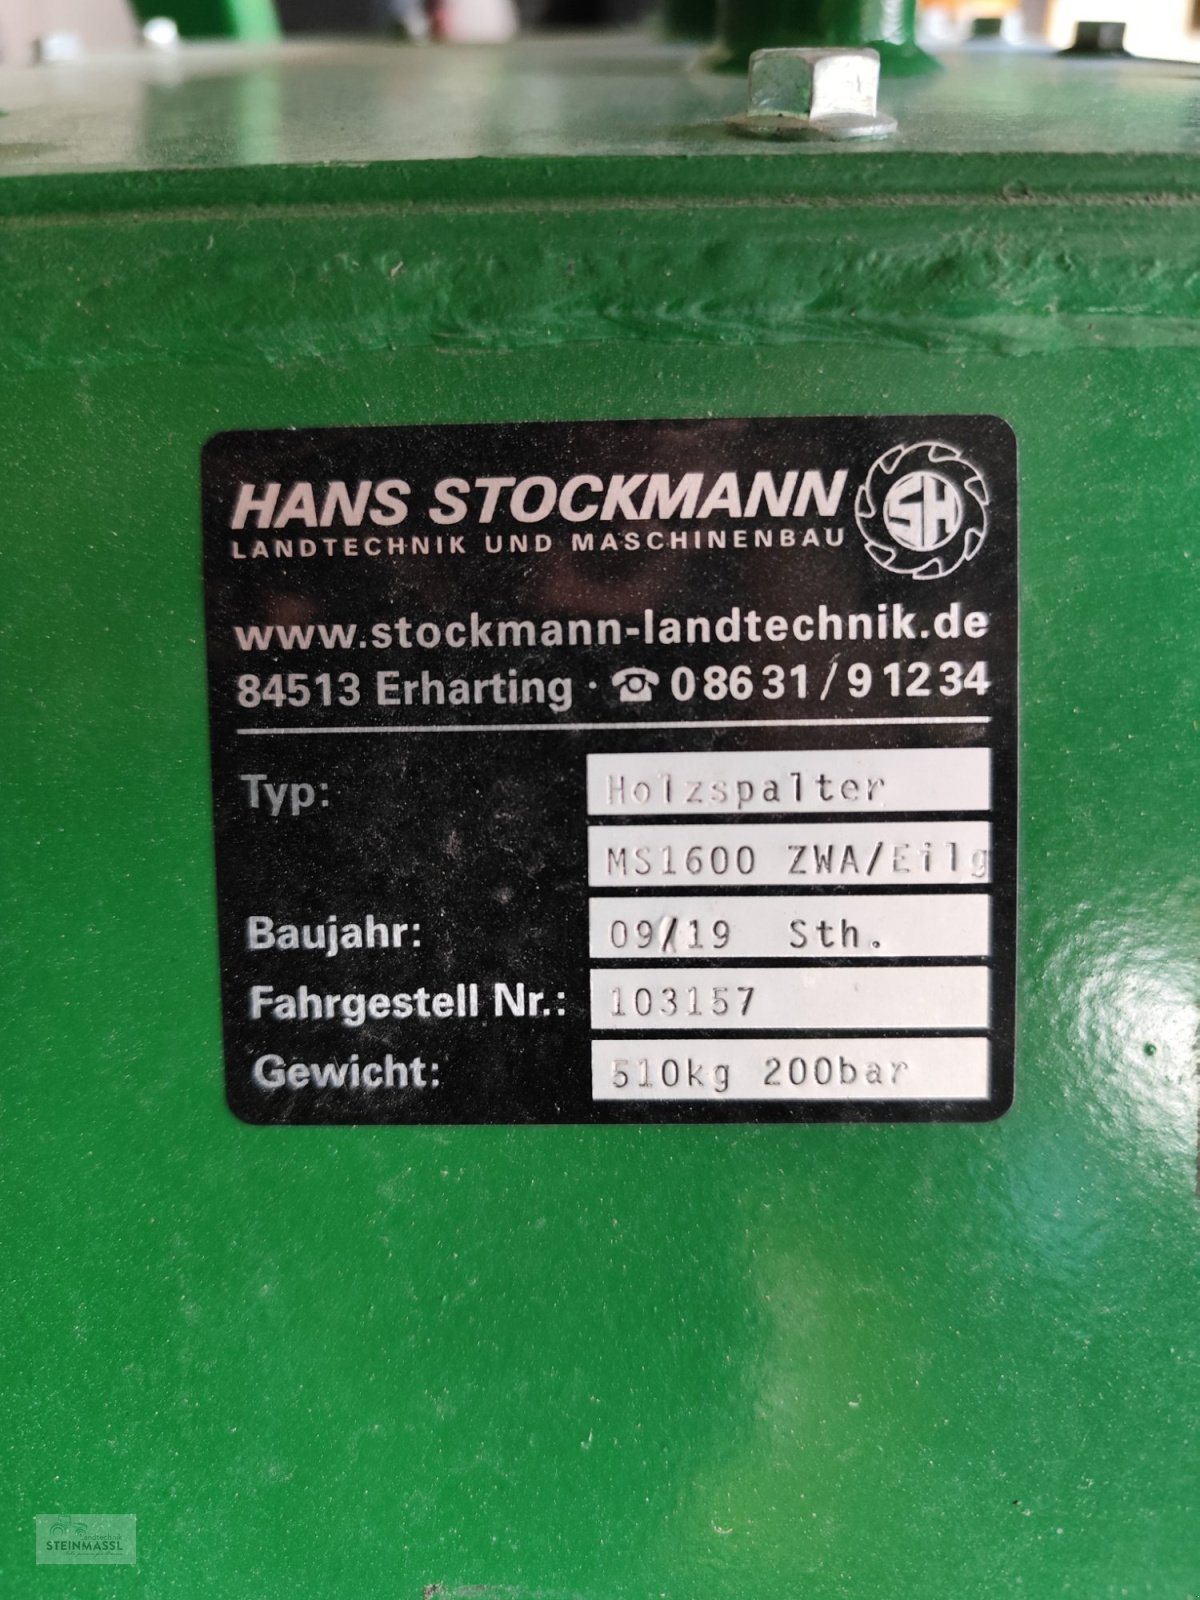 HANS STOCKMANN
LANDTECHNIK UND MASCHINENBAU
SH
www.stockmann-landtechnik.de
84513 Erharting · ☎ 08631/91234
Typ: Holzspalter
MS1600 ZWA/Eilg
Baujahr: 09/19 Sth.
Fahrgestell Nr.: 103157
Gewicht: 510kg 200bar
Landtechnik
STEINMASSL